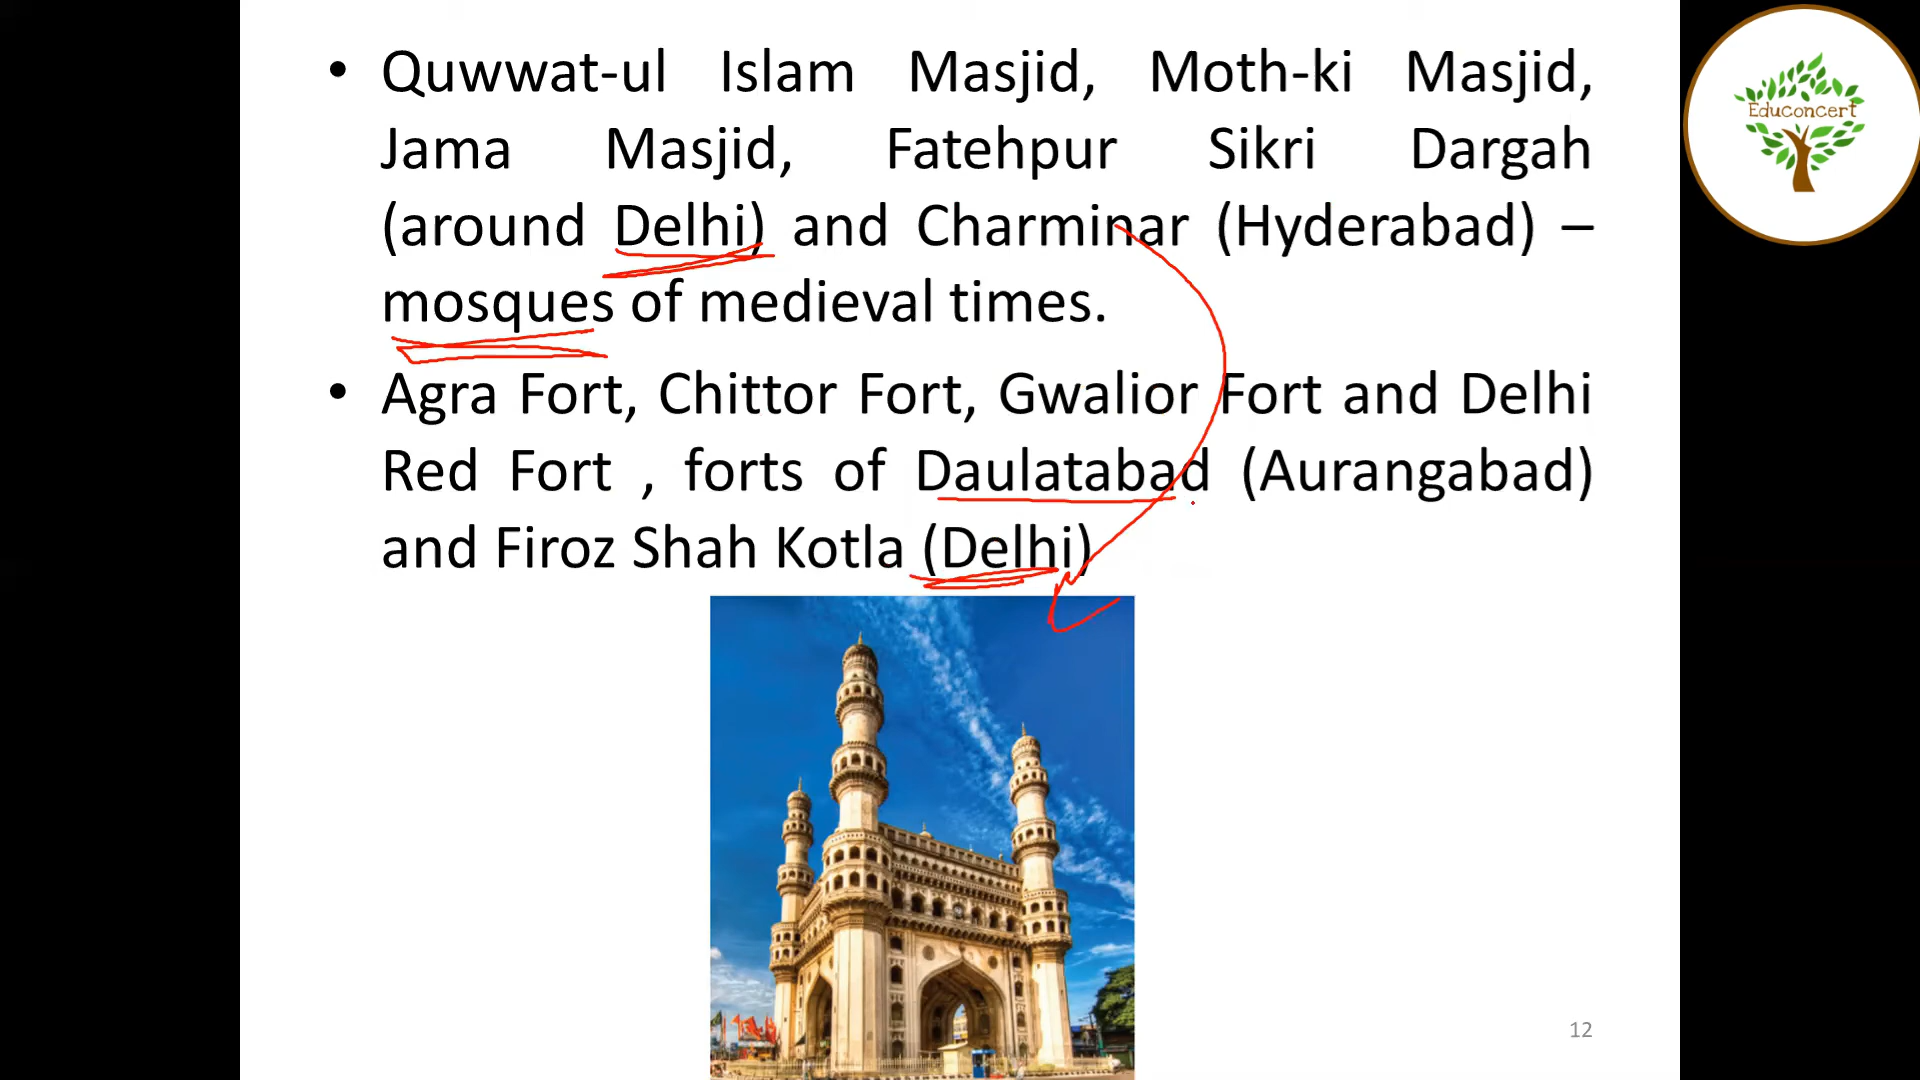 • Quwwat-ul Islam Masjid, Moth-ki Masjid,
Jama Masjid, Fatehpur Sikri Dargah
(around Delhi) and Charminar (Hyderabad) –
mosques of medieval times.
• Agra Fort, Chittor Fort, Gwalior Fort and Delhi
Red Fort , forts of Daulatabad (Aurangabad)
and Firoz Shah Kotla (Delhi)
Educoncert
12